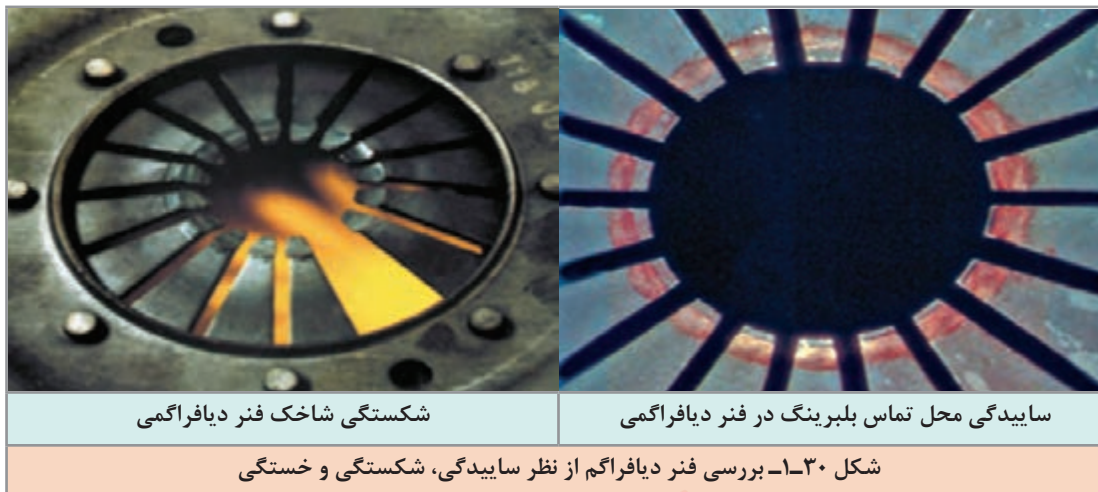 ساییدگی محل تماس بلبرینگ در فنر دیافراگمی
شکستگی شاخک فنر دیافراگمی
شکل ۳۰ـ۱ـ بررسی فنر دیافراگم از نظر ساییدگی، شکستگی و خستگی